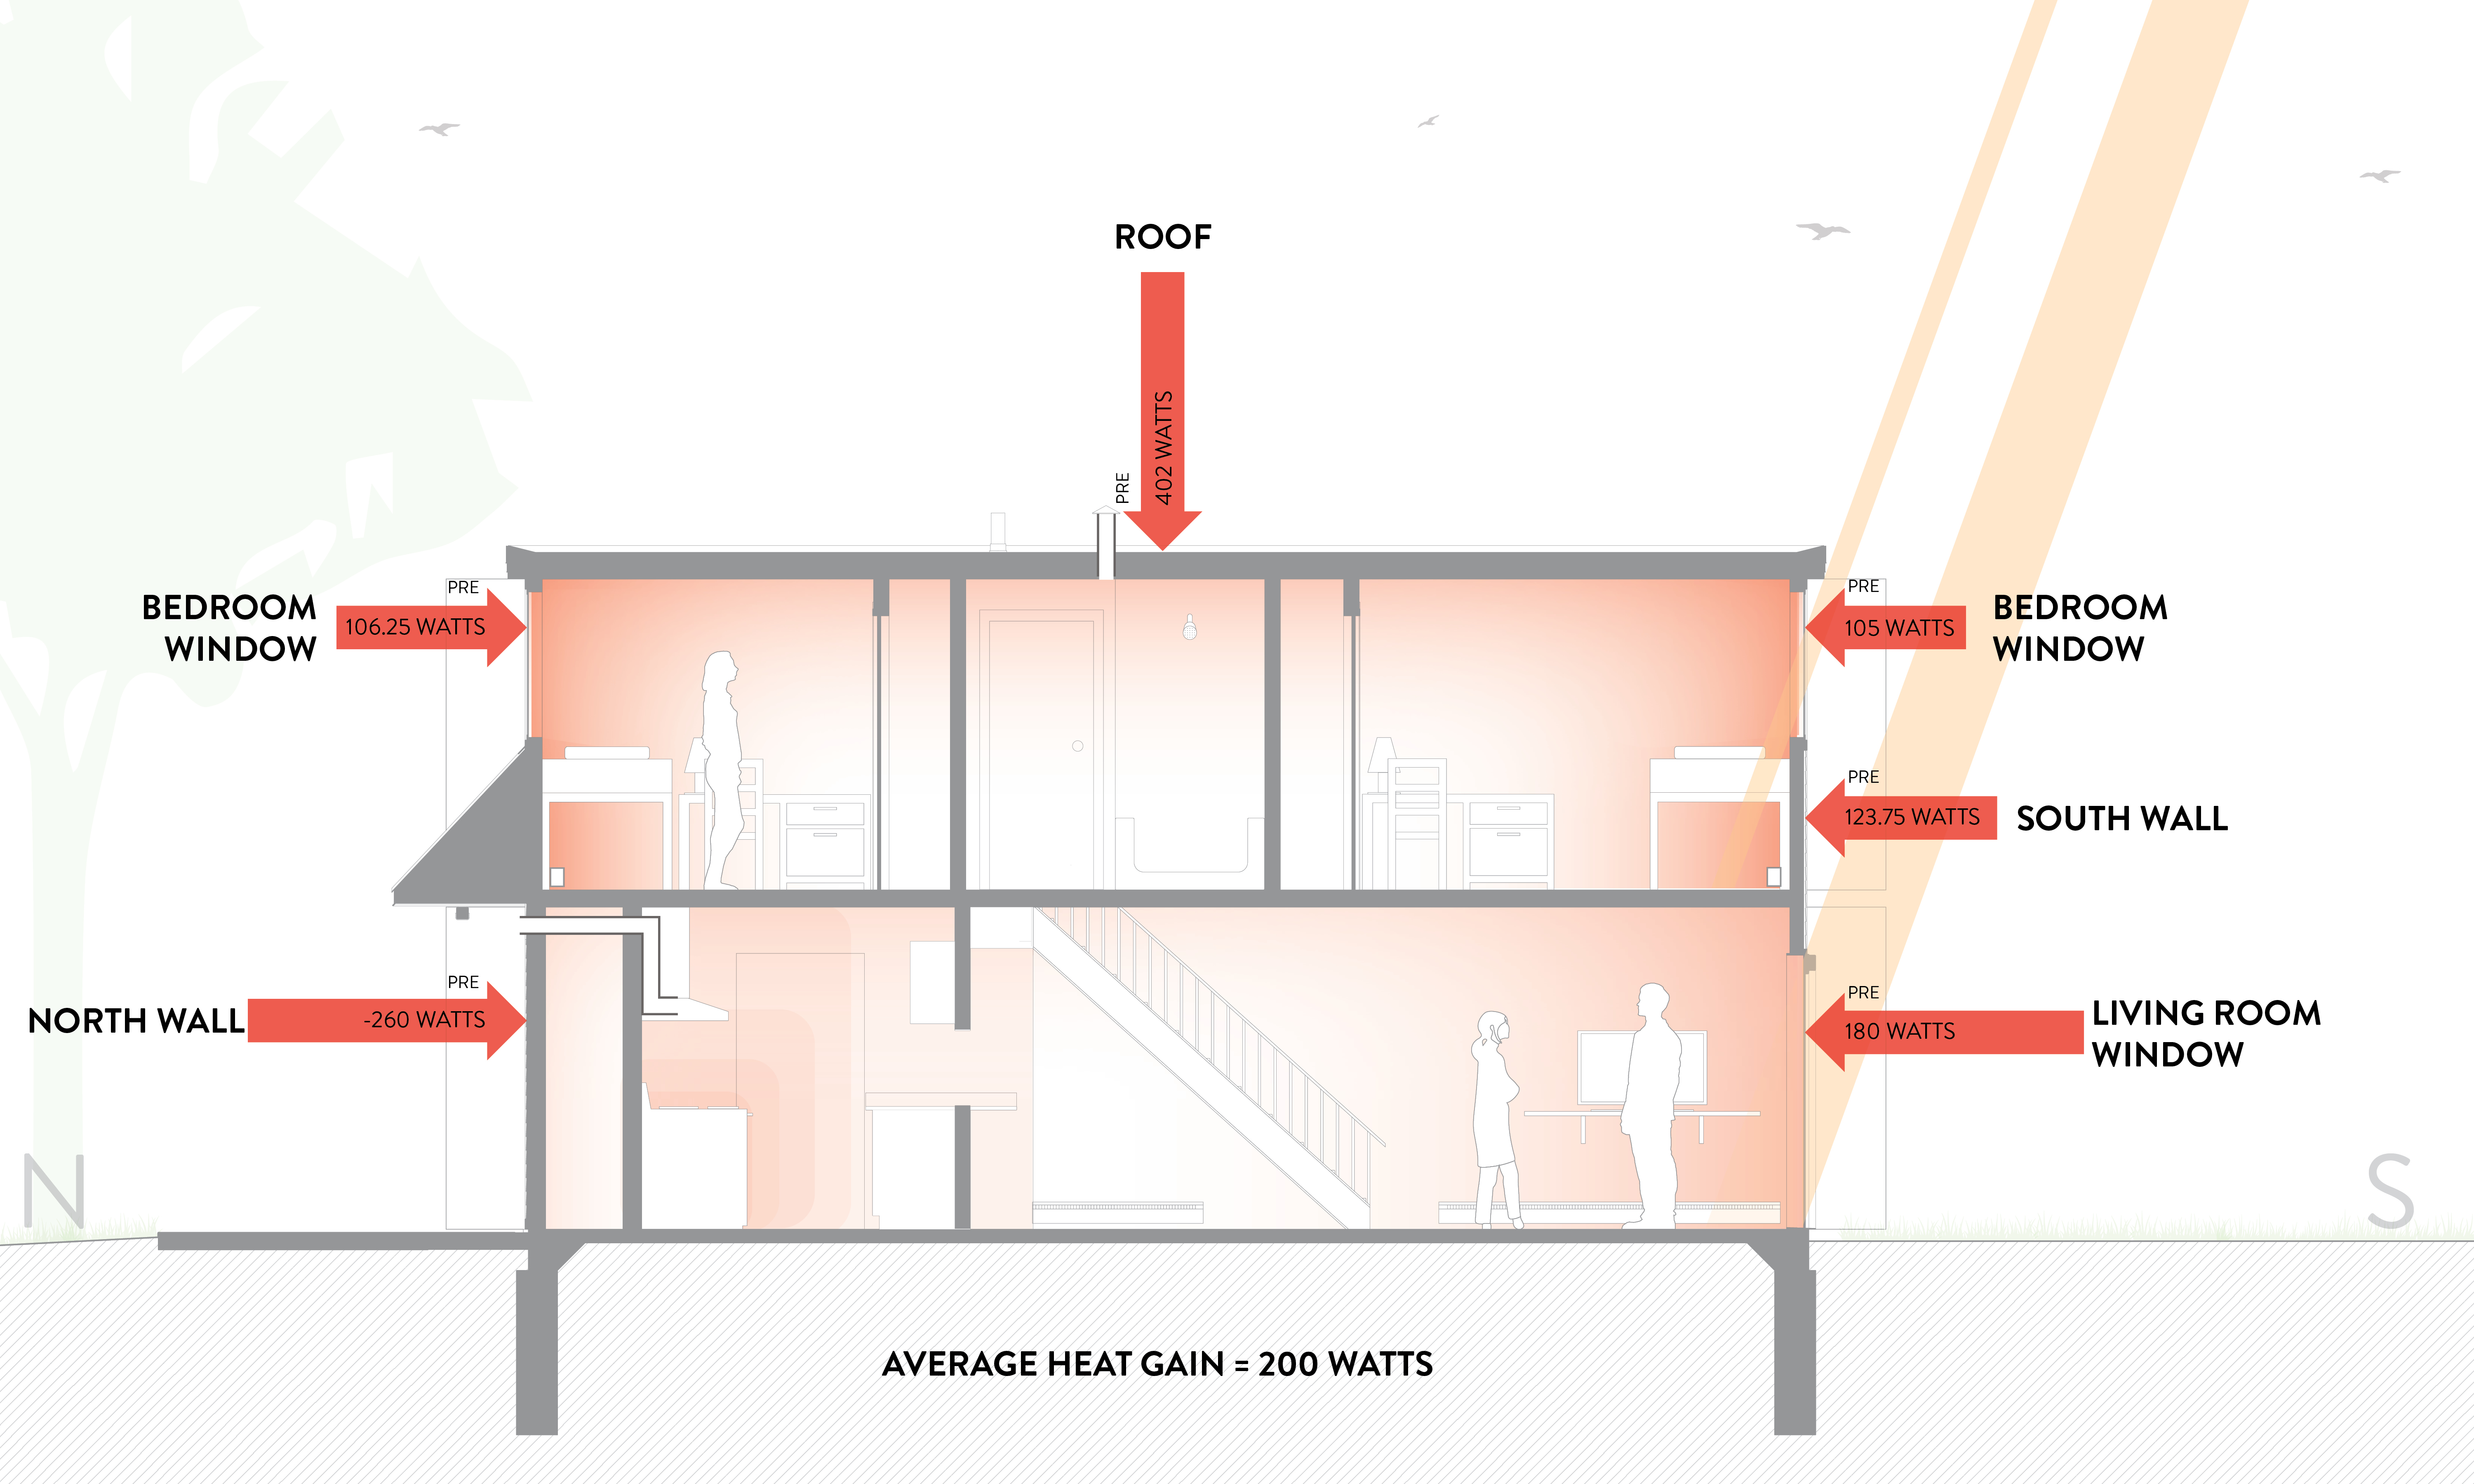 ROOF
PRE
402 WATTS
PRE
BEDROOM
WINDOW
106.25 WATTS
PRE
105 WATTS
BEDROOM
WINDOW
PRE
123.75 WATTS
SOUTH WALL
PRE
NORTH WALL
-260 WATTS
PRE
180 WATTS
LIVING ROOM
WINDOW
N
S
AVERAGE HEAT GAIN = 200 WATTS